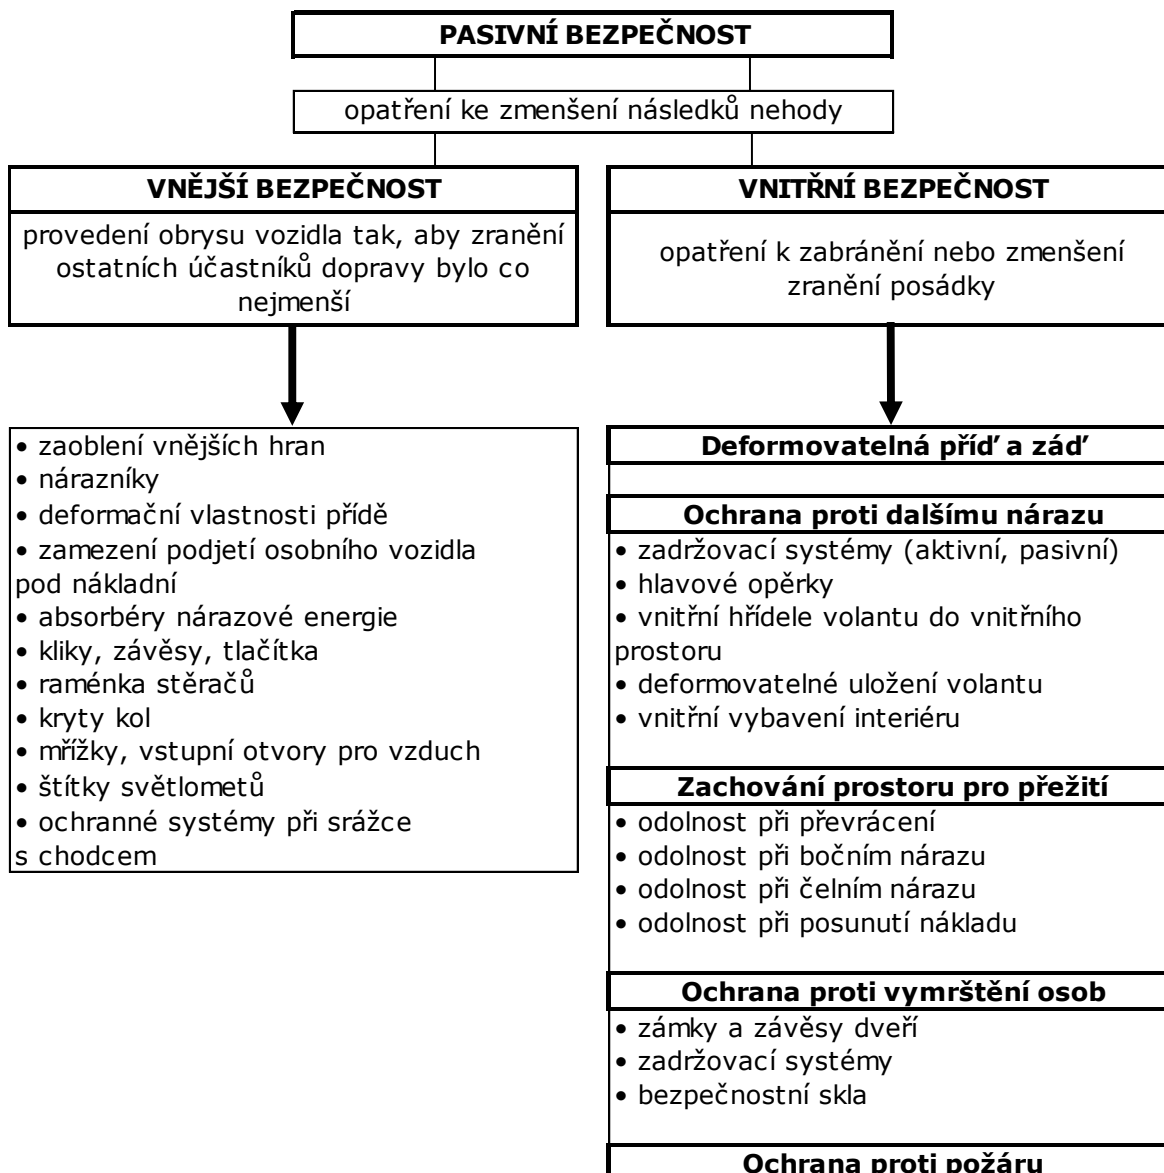 PASIVNÍ BEZPEČNOST
opatření ke zmenšení následků nehody
VNĚJŠÍ BEZPEČNOST
provedení obrysu vozidla tak, aby zranění
ostatních účastníků dopravy bylo co
nejmenší
• zaoblení vnějších hran
• nárazníky
• deformační vlastnosti přídě
• zamezení podjetí osobního vozidla
pod nákladní
• absorbéry nárazové energie
• kliky, závěsy, tlačítka
• raménka stěračů
• kryty kol
• mřížky, vstupní otvory pro vzduch
• štítky světlometů
• ochranné systémy při srážce
s chodcem
VNITŘNÍ BEZPEČNOST
opatření k zabránění nebo zmenšení
zranění posádky
Deformovatelná příď a záď
Ochrana proti dalšímu nárazu
• zadržovací systémy (aktivní, pasivní)
• hlavové opěrky
• vnitřní hřídele volantu do vnitřního
prostoru
• deformovatelné uložení volantu
• vnitřní vybavení interiéru
Zachování prostoru pro přežití
• odolnost při převrácení
• odolnost při bočním nárazu
• odolnost při čelním nárazu
• odolnost při posunutí nákladu
Ochrana proti vymrštění osob
• zámky a závěsy dveří
• zadržovací systémy
• bezpečnostní skla
Ochrana proti požáru